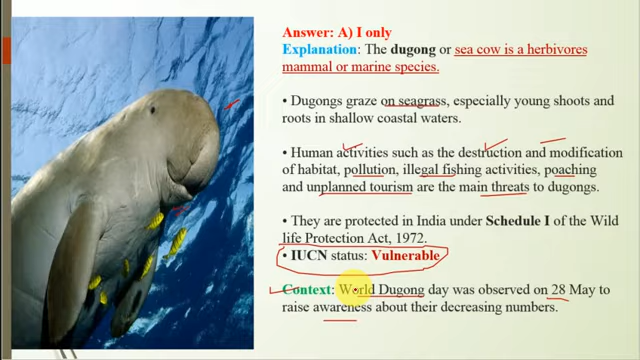 Answer: A) I only
Explanation: The dugong or sea cow is a herbivores
mammal or marine species.
• Dugongs graze on seagrass, especially young shoots and
roots in shallow coastal waters.
• Human activities such as the destruction and modification
of habitat, pollution, illegal fishing activities, poaching
and unplanned tourism are the main threats to dugongs.
• They are protected in India under Schedule I of the Wild
life Protection Act, 1972.
• IUCN status: Vulnerable
Context: World Dugong day was observed on 28 May to
raise awareness about their decreasing numbers.